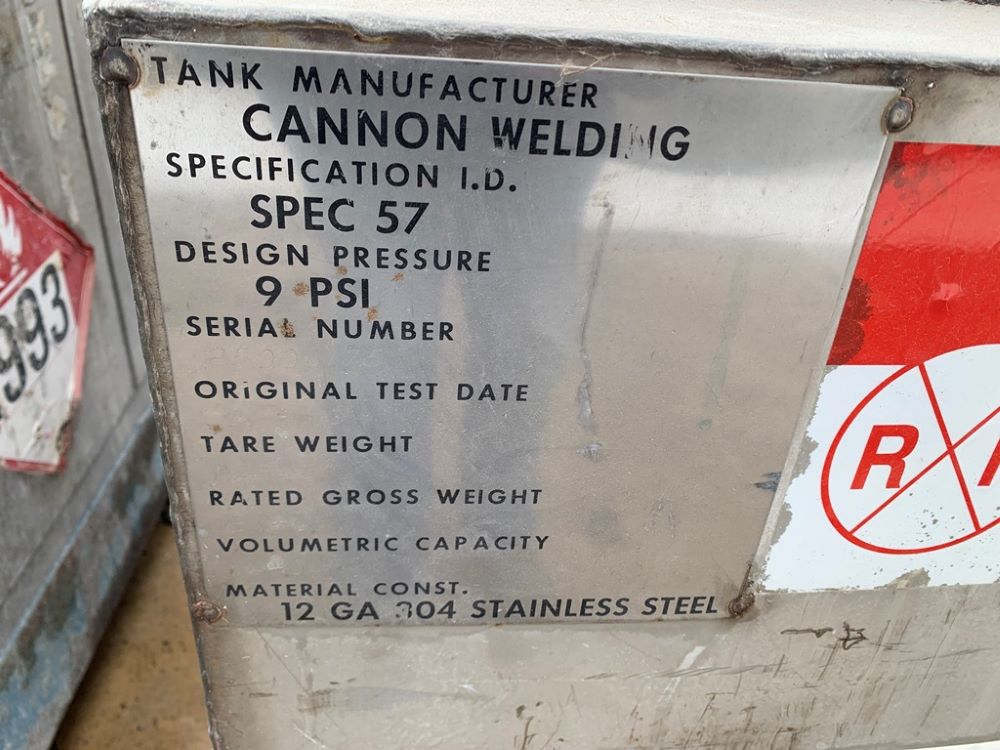 TANK MANUFACTURER
CANNON WELDING
SPECIFICATION I.D.
SPEC 57
DESIGN PRESSURE
9 PSI
SERIAL NUMBER
ORIGINAL TEST DATE
TARE WEIGHT
RATED GROSS WEIGHT
VOLUMETRIC CAPACITY
MATERIAL CONST.
12 GA 304 STAINLESS STEEL
993
R